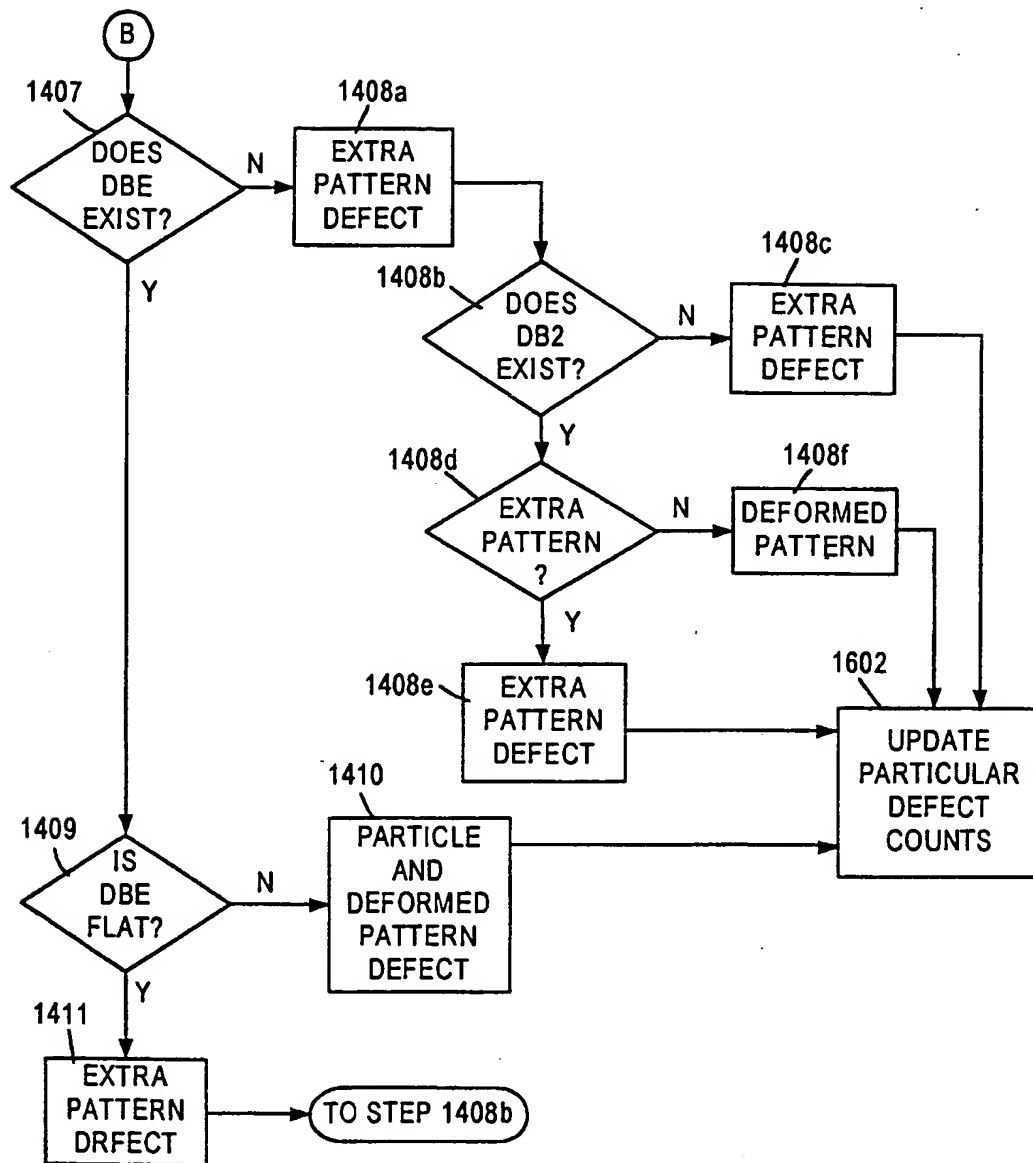 B
1407
DOES
DBE
EXIST?
N
Y
1408a
EXTRA
PATTERN
DEFECT
1408b
DOES
DB2
EXIST?
N
Y
1408c
EXTRA
PATTERN
DEFECT
1408d
EXTRA
PATTERN
?
N
Y
1408f
DEFORMED
PATTERN
1408e
EXTRA
PATTERN
DEFECT
1602
UPDATE
PARTICULAR
DEFECT
COUNTS
1409
IS
DBE
FLAT?
N
Y
1410
PARTICLE
AND
DEFORMED
PATTERN
DEFECT
1411
EXTRA
PATTERN
DRFECT
TO STEP 1408b